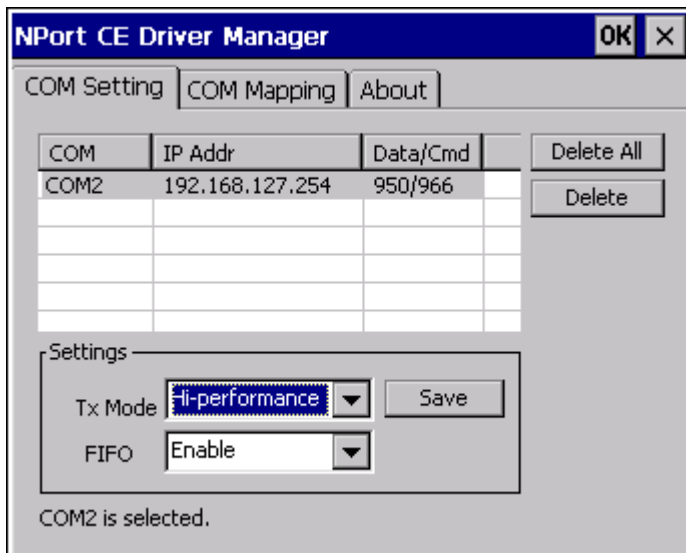 NPort CE Driver Manager OK ×
COM Setting COM Mapping About
COM IP Addr Data/Cmd Delete All
COM2 192.168.127.254 950/966
Delete
Settings
Tx Mode Hi-performance Save
FIFO Enable
COM2 is selected.